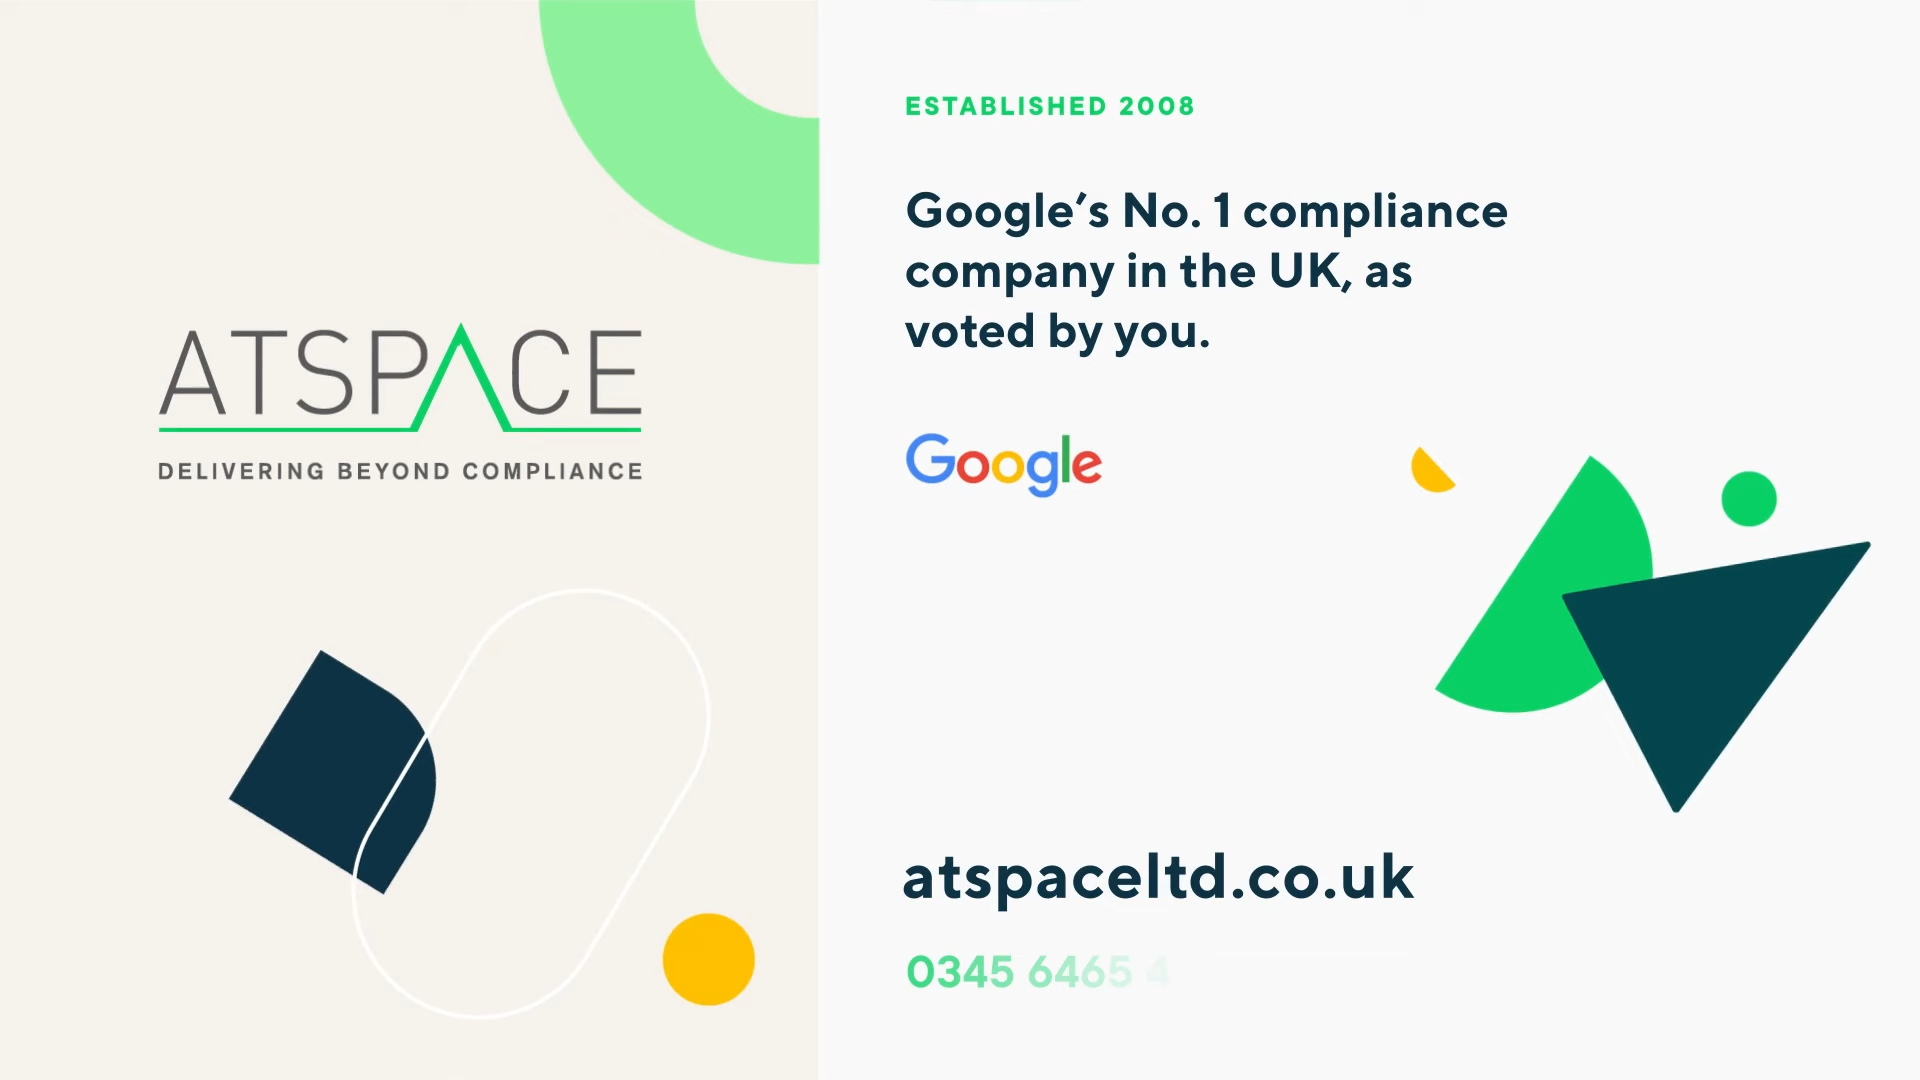 ATSPACE
DELIVERING BEYOND COMPLIANCE
ESTABLISHED 2008
Google’s No. 1 compliance
company in the UK, as
voted by you.
Google
atspaceltd.co.uk
0345 6465 4